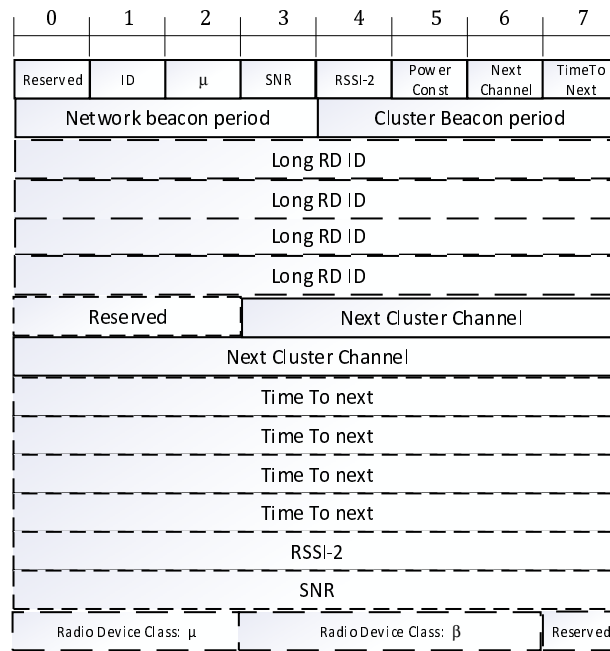 0 1 2 3 4 5 6 7
Reserved ID μ SNR RSSI-2 Power Const Next Channel TimeTo Next
Network beacon period Cluster Beacon period
Long RD ID
Long RD ID
Long RD ID
Long RD ID
Reserved Next Cluster Channel
Next Cluster Channel
Time To next
Time To next
Time To next
Time To next
RSSI-2
SNR
Radio Device Class: μ Radio Device Class: β Reserved